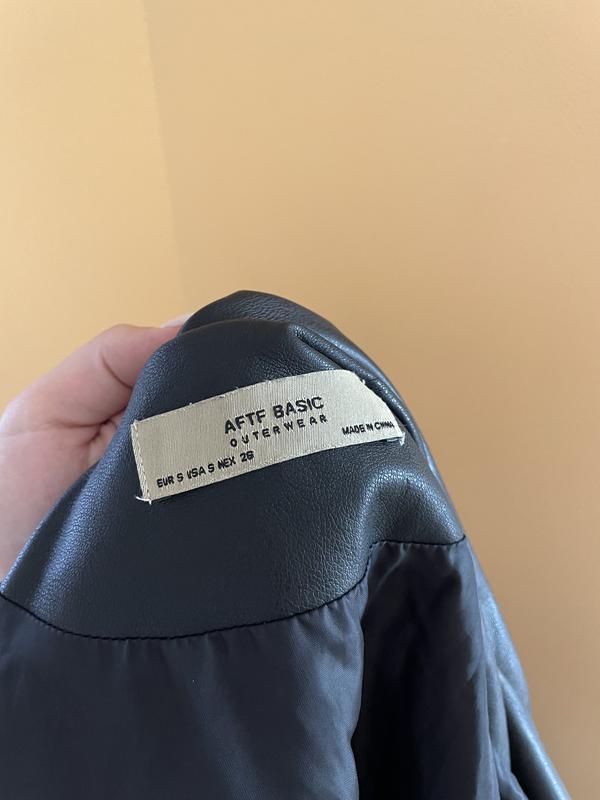 AFTF BASIC
OUTERWEAR
EUR S USA S MEX 26
MADE IN CHINA